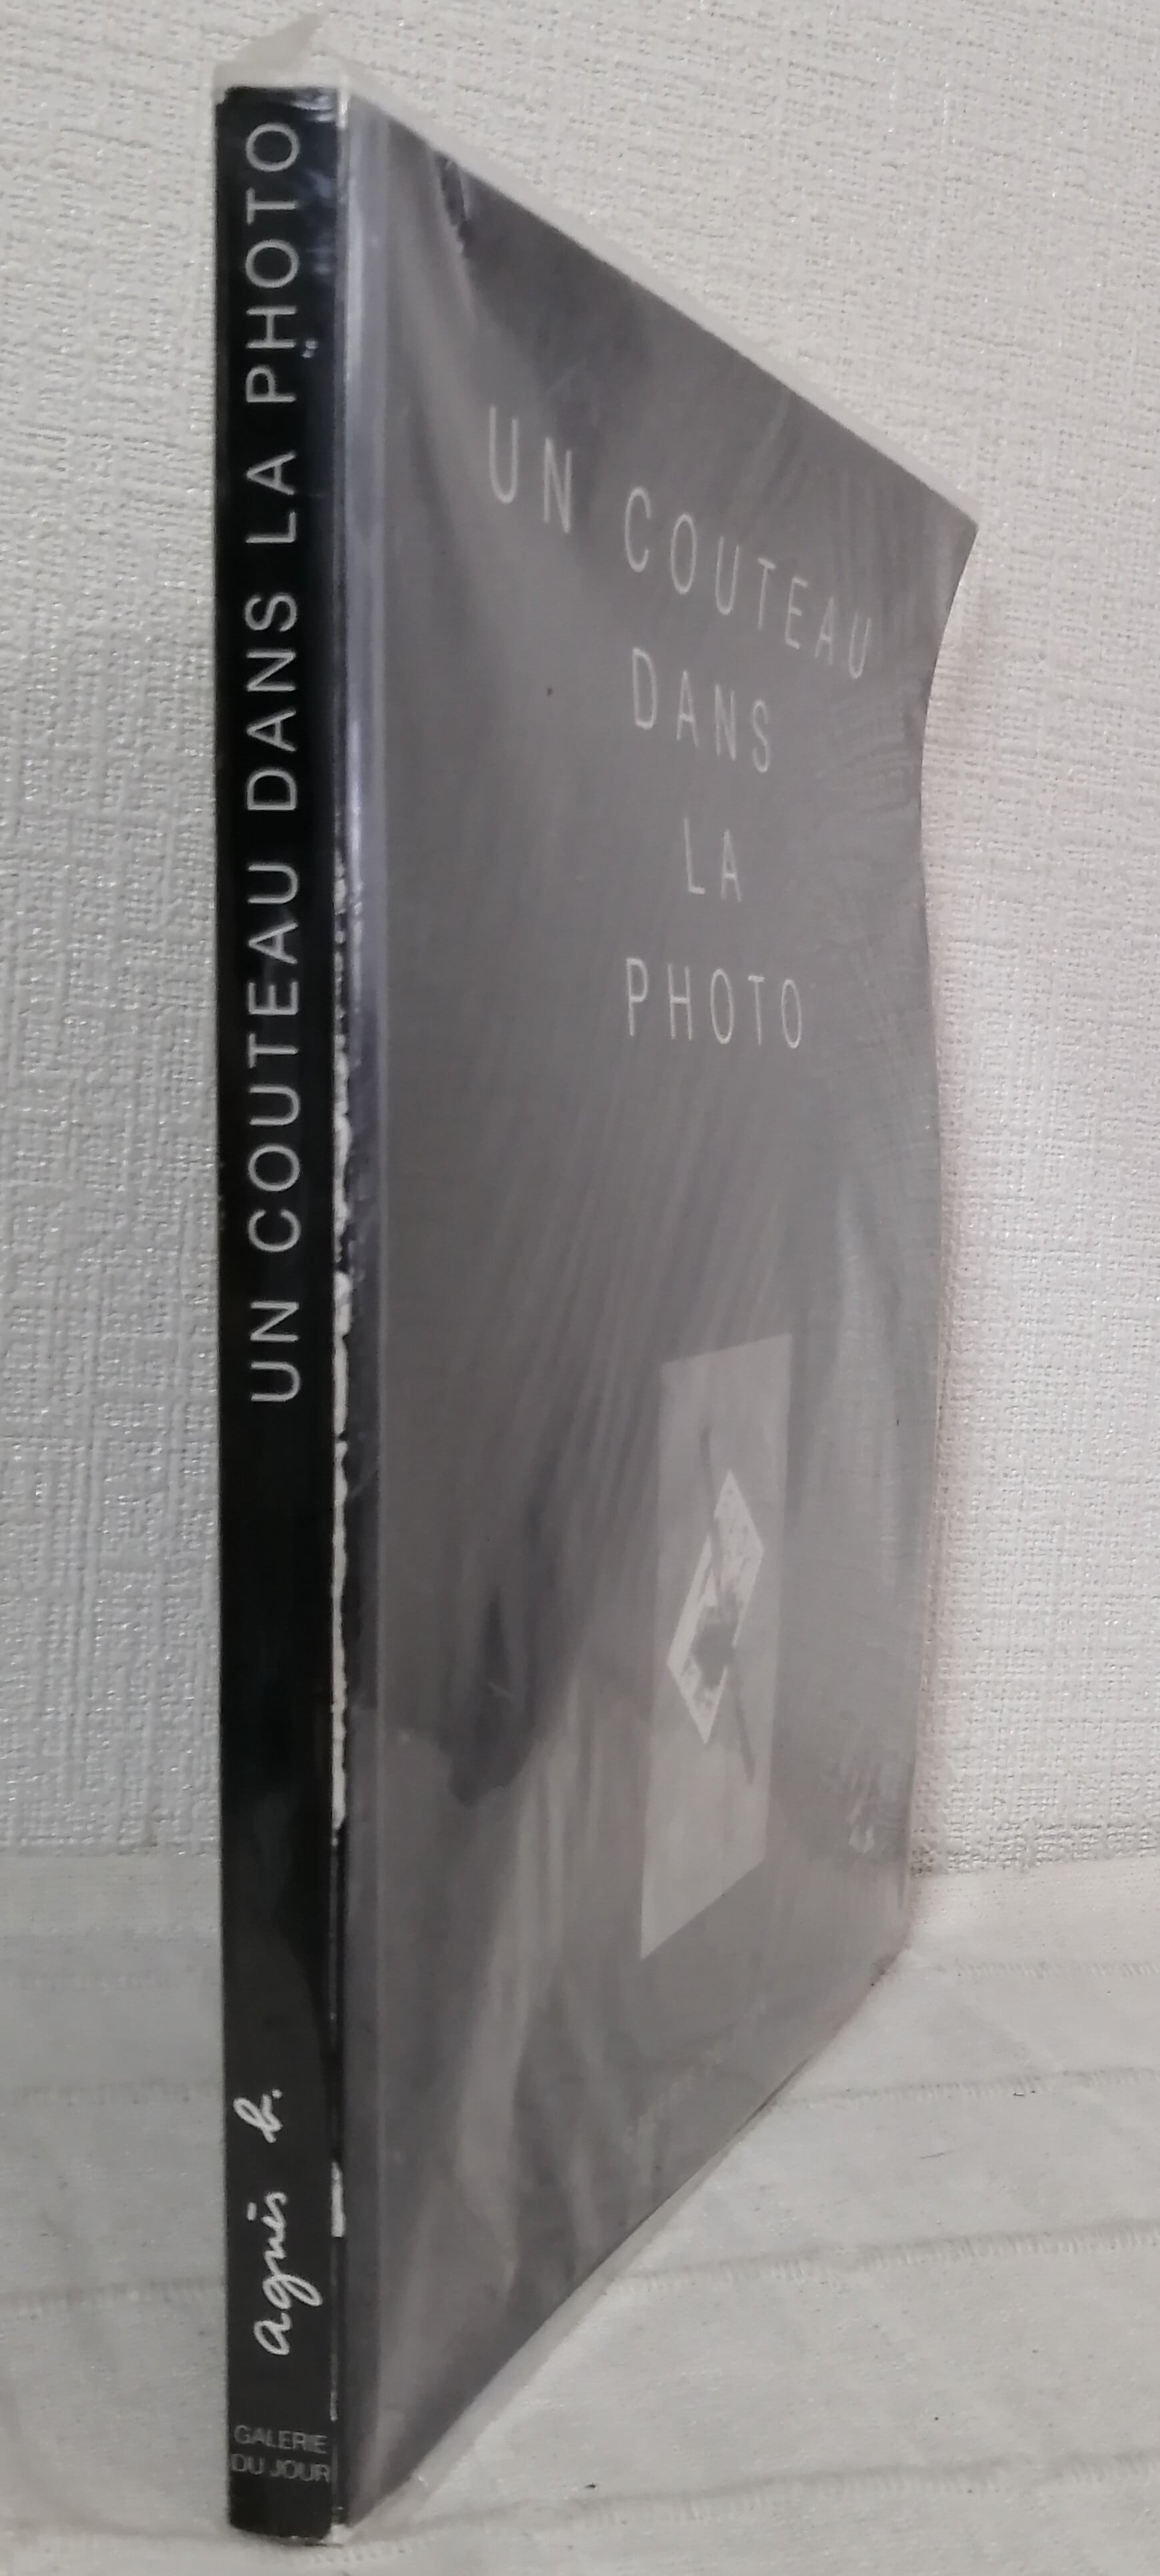 UN COUTEAU DANS LA PHOTO
agnès b.
GALERIE
DU JOUR
UN COUTEAU
DANS
LA
PHOTO